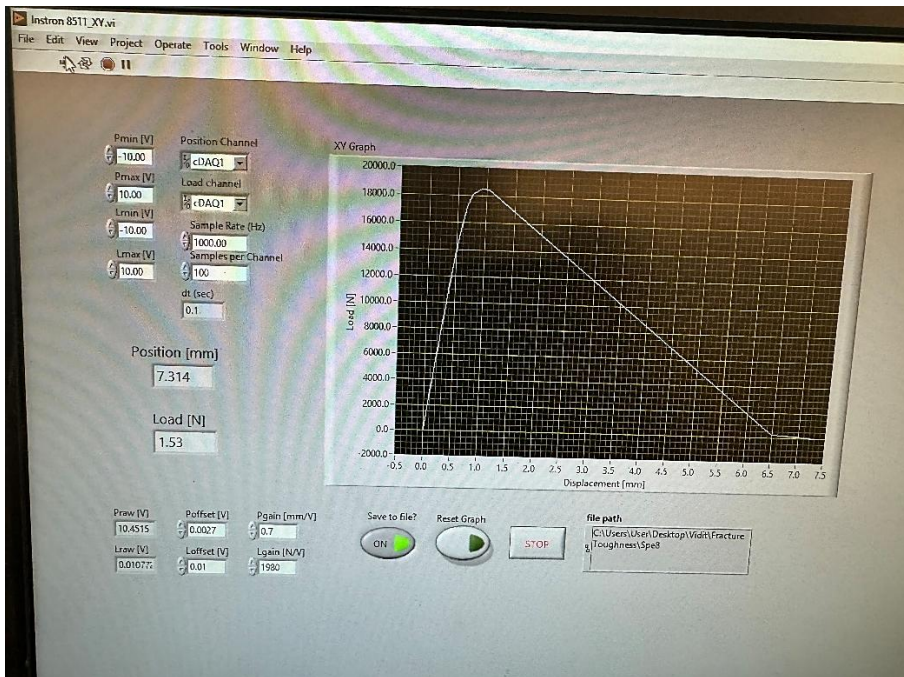 Instron 8511_XY.vi
File Edit View Project Operate Tools Window Help
Pmin [V]
-10.00
Pmax [V]
10.00
Lmin [V]
-10.00
Lmax [V]
10.00
Position Channel
cDAQ1
Load channel
cDAQ1
Sample Rate (Hz)
1000.00
Samples per Channel
100
dt (sec)
0.1
Position [mm]
7.314
Load [N]
1.53
XY Graph
Load [N]
20000.0
18000.0
16000.0
14000.0
12000.0
10000.0
8000.0
6000.0
4000.0
2000.0
0.0
-2000.0
-0.5 0.0 0.5 1.0 1.5 2.0 2.5 3.0 3.5 4.0 4.5 5.0 5.5 6.0 6.5 7.0 7.5
Displacement [mm]
Praw [V]
10.4515
Poffset [V]
0.0027
Pgain [mm/V]
0.7
Lraw [V]
Loffset [V]
0.01
Lgain [N/V]
1980
Save to file?
ON
Reset Graph
STOP
file path
C:\Users\User\Desktop\Vidit\Fracture
Toughness\Spe8